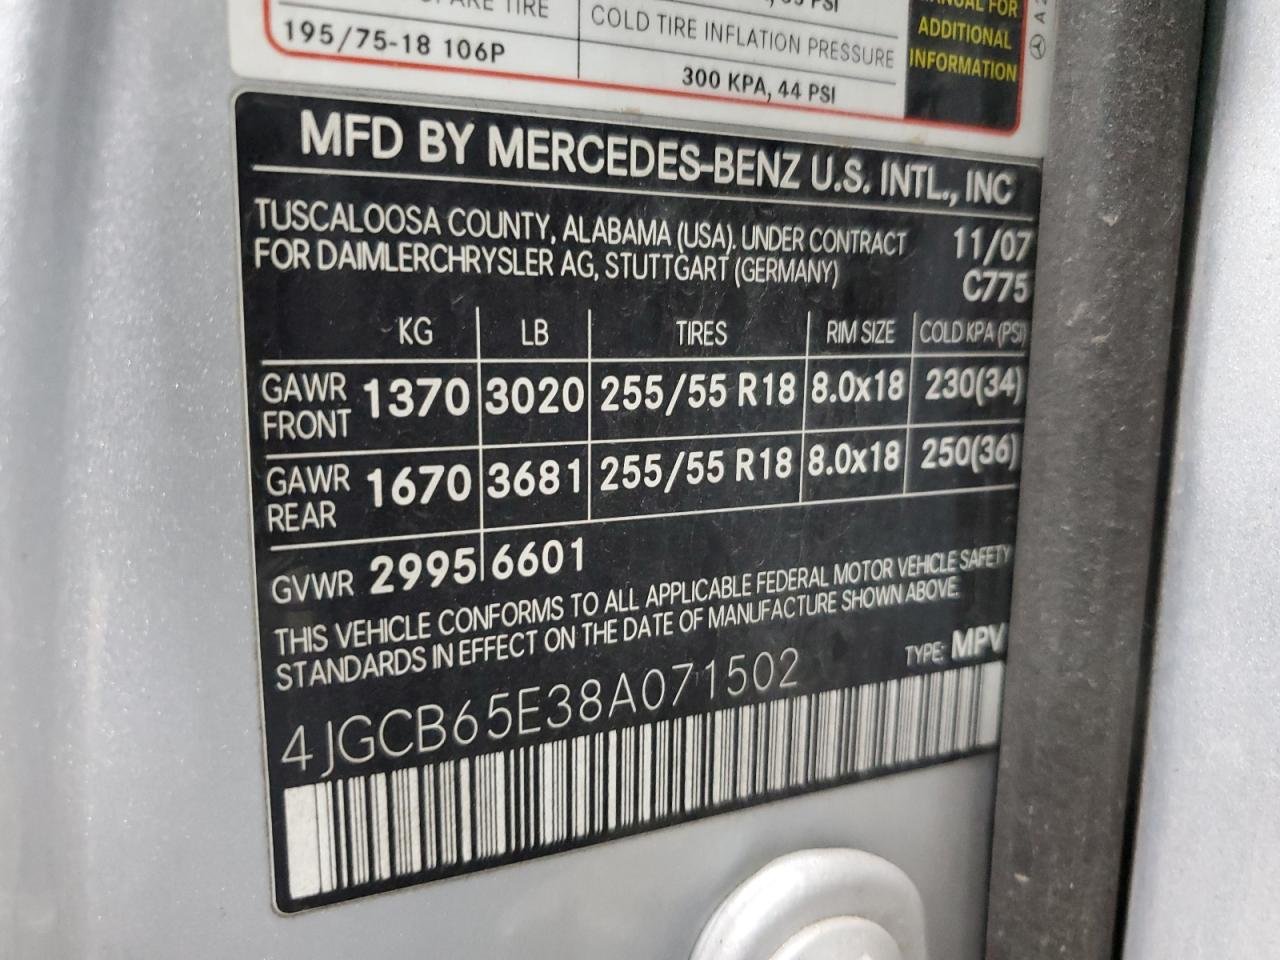 35 PSI
TIRE
COLD TIRE INFLATION PRESSURE
195/75-18 106P
300 KPA, 44 PSI
FOR
ADDITIONAL
INFORMATION
MFD BY MERCEDES-BENZ U.S. INTL., INC
TUSCALOOSA COUNTY, ALABAMA (USA). UNDER CONTRACT 11/07
FOR DAIMLERCHRYSLER AG, STUTTGART (GERMANY) C775
KG LB TIRES RIM SIZE COLD KPA (PSI)
GAWR FRONT 1370 3020 255/55 R18 8.0x18 230(34)
GAWR REAR 1670 3681 255/55 R18 8.0x18 250(36)
GVWR 2995 6601
THIS VEHICLE CONFORMS TO ALL APPLICABLE FEDERAL MOTOR VEHICLE SAFETY
STANDARDS IN EFFECT ON THE DATE OF MANUFACTURE SHOWN ABOVE.
4JGCB65E38A071502 TYPE: MPV